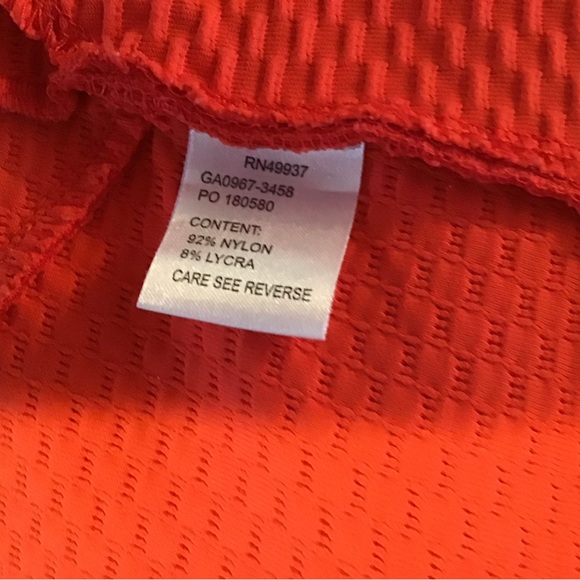 RN49937
GA0967-3458
PO 180580
CONTENT:
92% NYLON
8% LYCRA
CARE SEE REVERSE